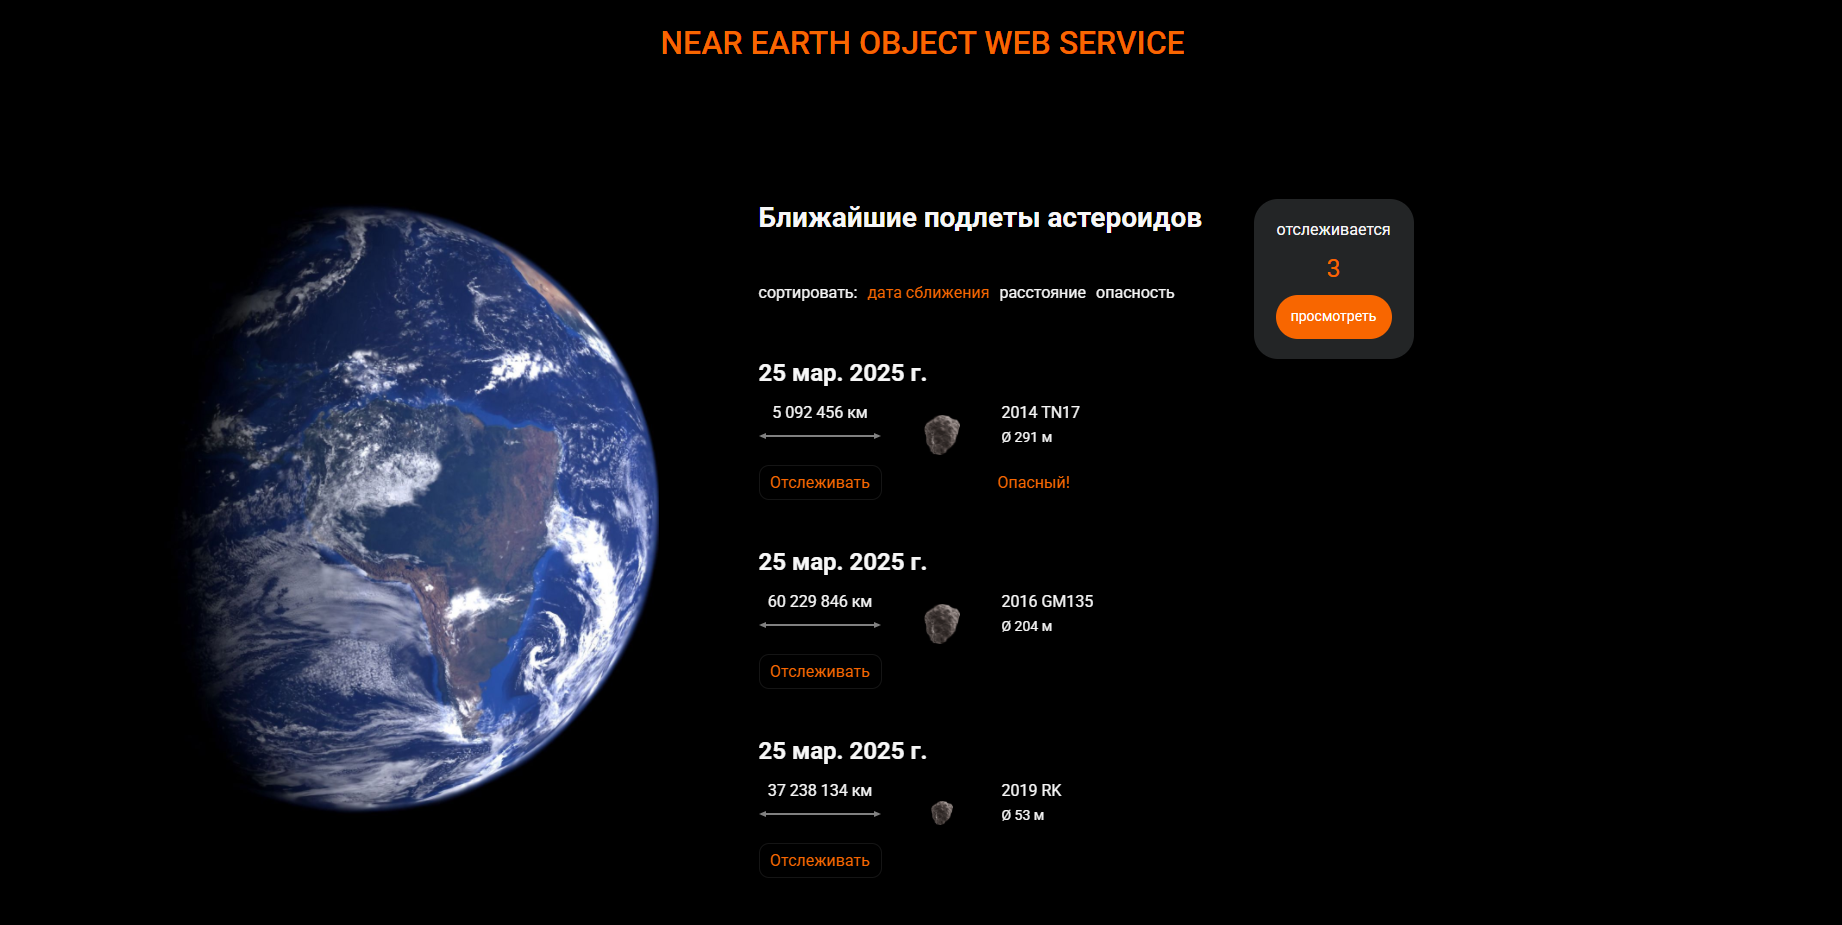 NEAR EARTH OBJECT WEB SERVICE
Ближайшие подлеты астероидов
сортировать: дата сближения расстояние опасность
отслеживается
3
просмотреть
25 мар. 2025 г.
5 092 456 км
2014 TN17
Ø 291 м
Отслеживать
Опасный!
25 мар. 2025 г.
60 229 846 км
2016 GM135
Ø 204 м
Отслеживать
25 мар. 2025 г.
37 238 134 км
2019 RK
Ø 53 м
Отслеживать